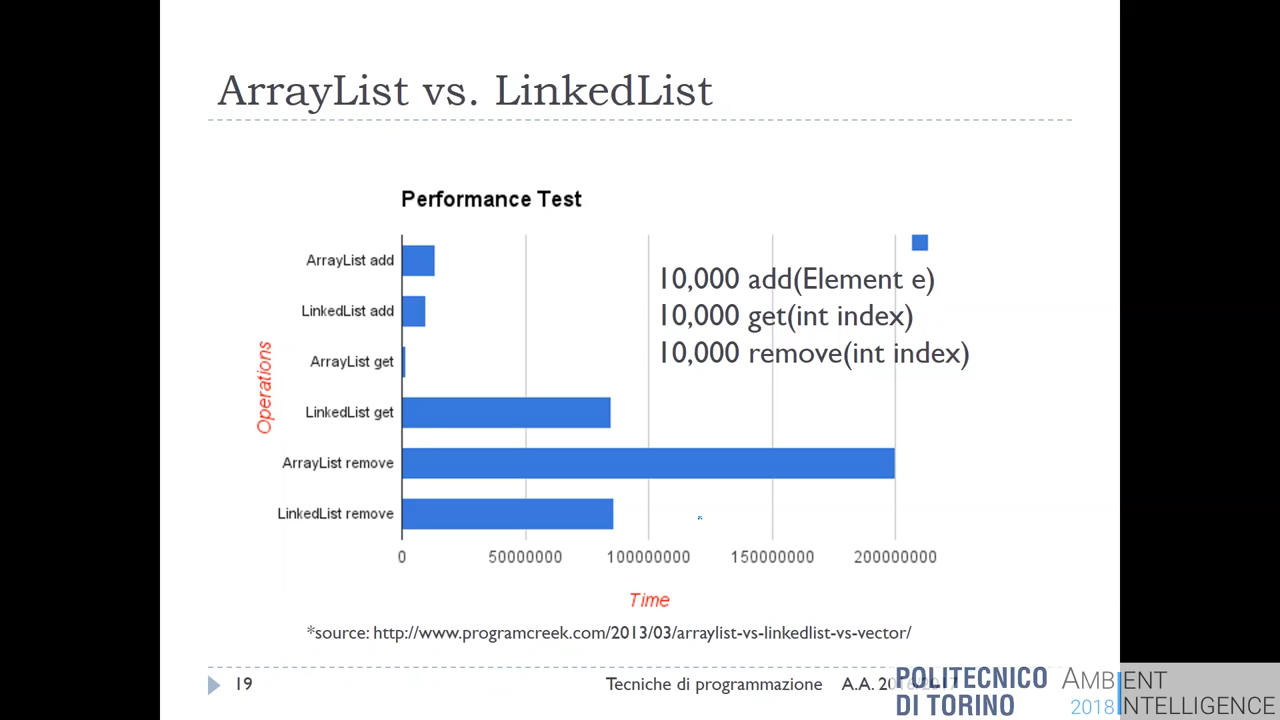 ArrayList vs. LinkedList
Performance Test
ArrayList add
LinkedList add
ArrayList get
LinkedList get
ArrayList remove
LinkedList remove
Operations
10,000 add(Element e)
10,000 get(int index)
10,000 remove(int index)
0
50000000
100000000
150000000
200000000
Time
*source: http://www.programcreek.com/2013/03/arraylist-vs-linkedlist-vs-vector/
19
Tecniche di programmazione A.A.
POLITECNICO
DI TORINO
AMBIENT
2018 INTELLIGENCE